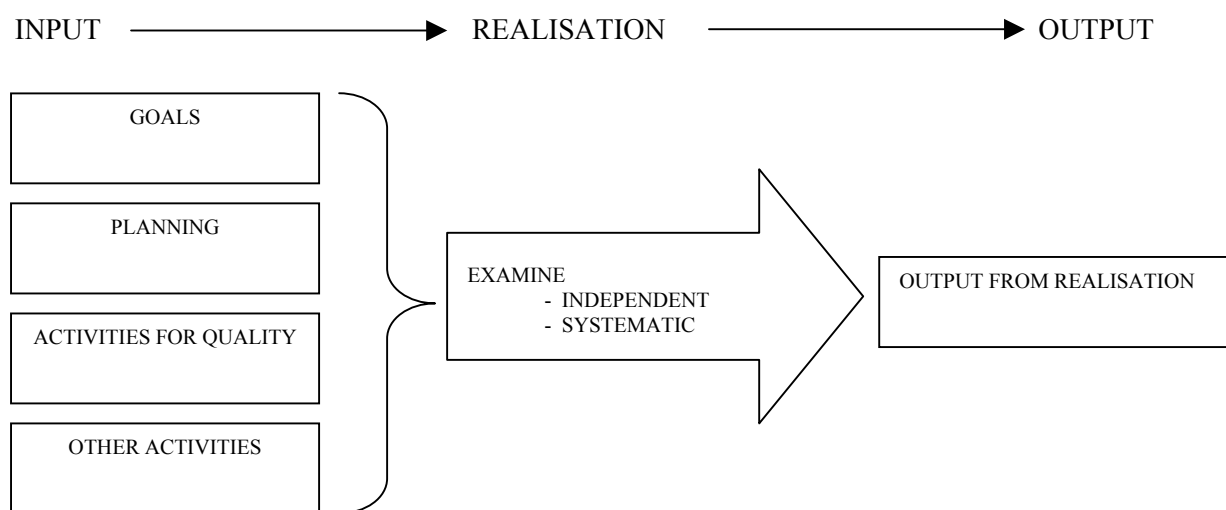 INPUT
REALISATION
OUTPUT
GOALS
PLANNING
ACTIVITIES FOR QUALITY
OTHER ACTIVITIES
EXAMINE
- INDEPENDENT
- SYSTEMATIC
OUTPUT FROM REALISATION